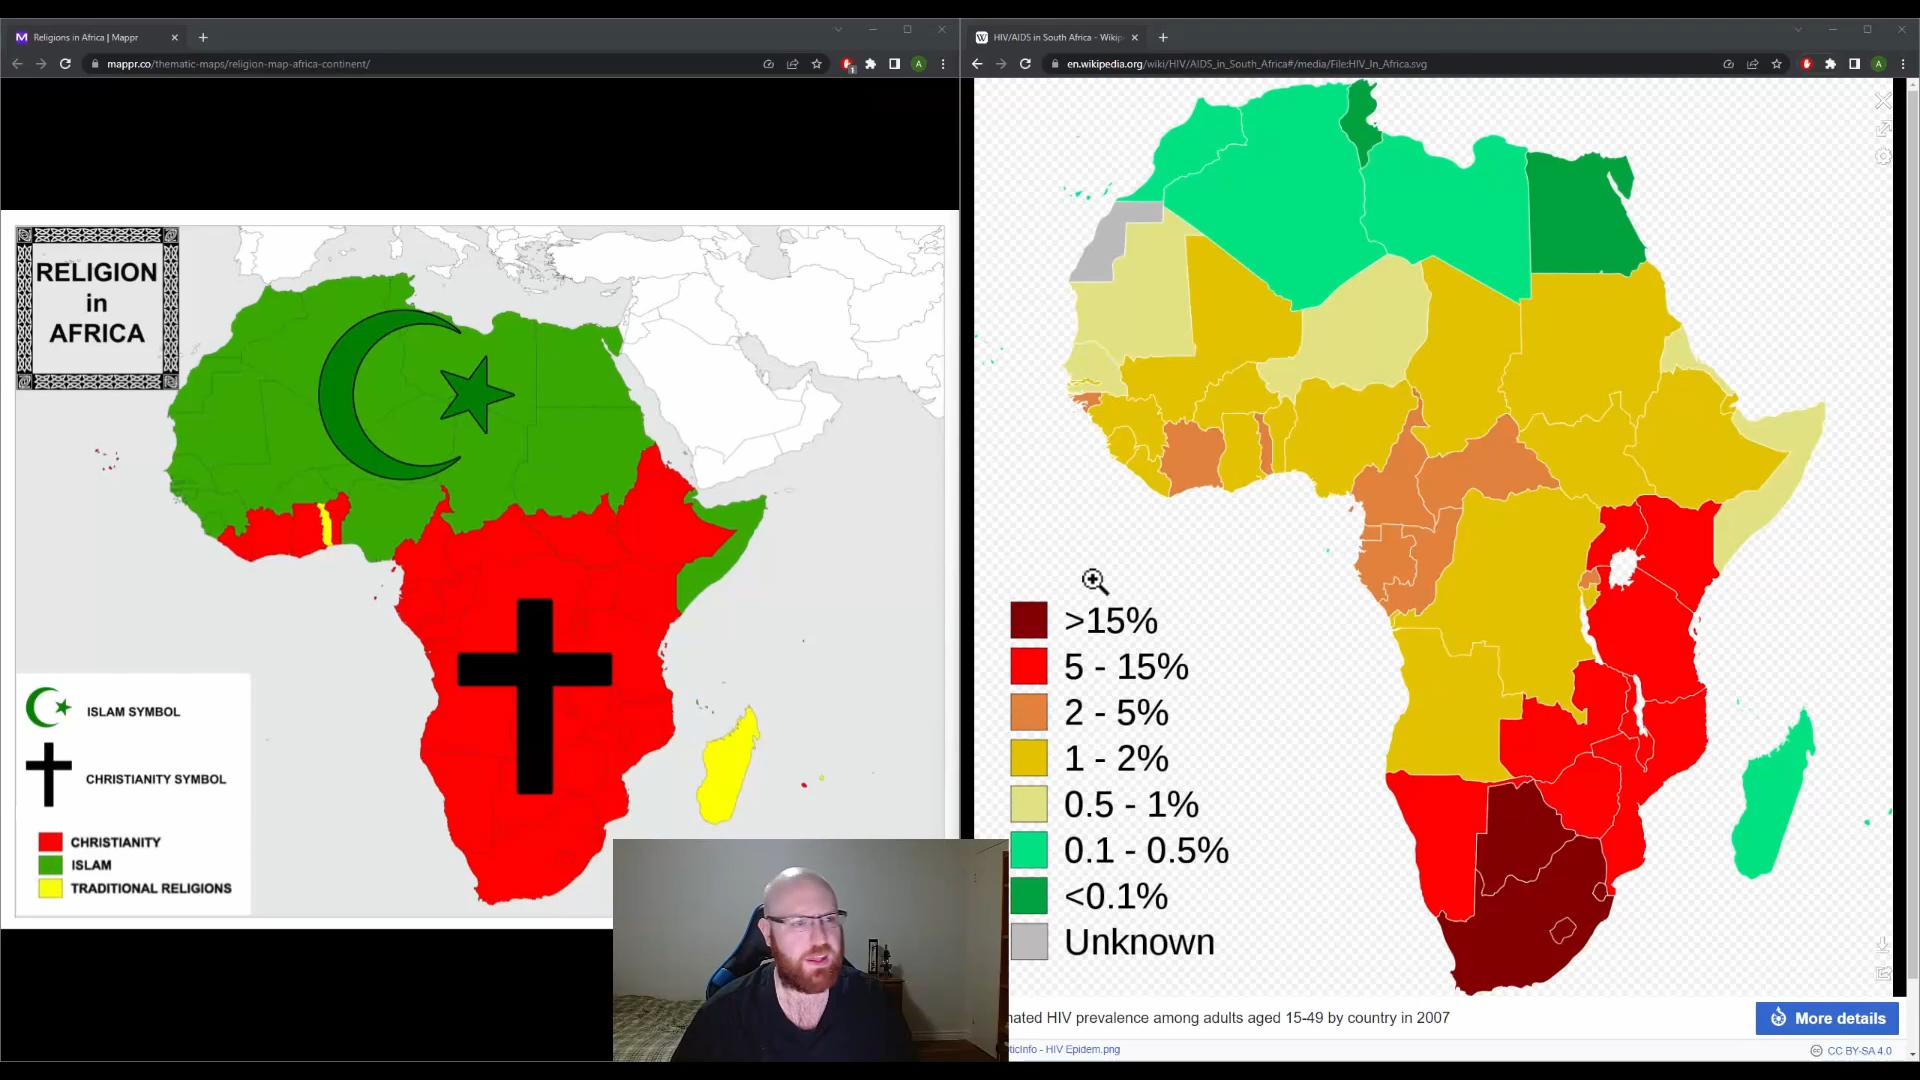 Religions in Africa | Mappr
mappr.co/thematic-maps/religion-map-africa-continent/
RELIGION
in
AFRICA
ISLAM SYMBOL
CHRISTIANITY SYMBOL
CHRISTIANITY
ISLAM
TRADITIONAL RELIGIONS
HIV/AIDS in South Africa - Wikip
en.wikipedia.org/wiki/HIV/AIDS_in_South_Africa#/media/File:HIV_In_Africa.svg
>15%
5 - 15%
2 - 5%
1 - 2%
0.5 - 1%
0.1 - 0.5%
<0.1%
Unknown
nated HIV prevalence among adults aged 15-49 by country in 2007
More details
ticInfo - HIV Epidem.png
CC BY-SA 4.0